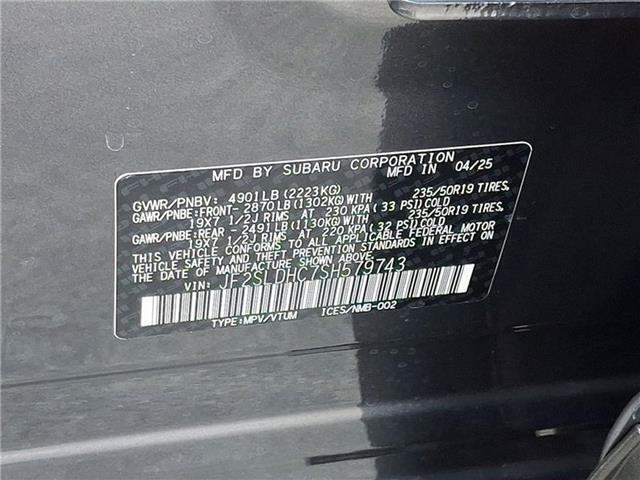 MFD BY SUBARU CORPORATION MFD IN 04/25
GVWR/PNBV: 4901LB (2223KG)
GAWR/PNBE:FRONT- 2870LB (1302KG)WITH 235/50R19 TIRES,
19X7 1/2J RIMS AT 230 KPA (33 PSI)COLD
GAWR/PNBE:REAR - 2491LB(1130KG)WITH 235/50R19 TIRES,
19X7 1/2J RIMS AT 220 KPA (32 PSI)COLD
THIS VEHICLE CONFORMS TO ALL APPLICABLE FEDERAL MOTOR
VEHICLE SAFETY AND THEFT PREVENTION STANDARDS IN EFFECT
ON THE DATE OF MANUFACTURE SHOWN ABOVE.
VIN: JF2SLDHC7SH579743
TYPE:MPV/VTUM ICES/NMB-002